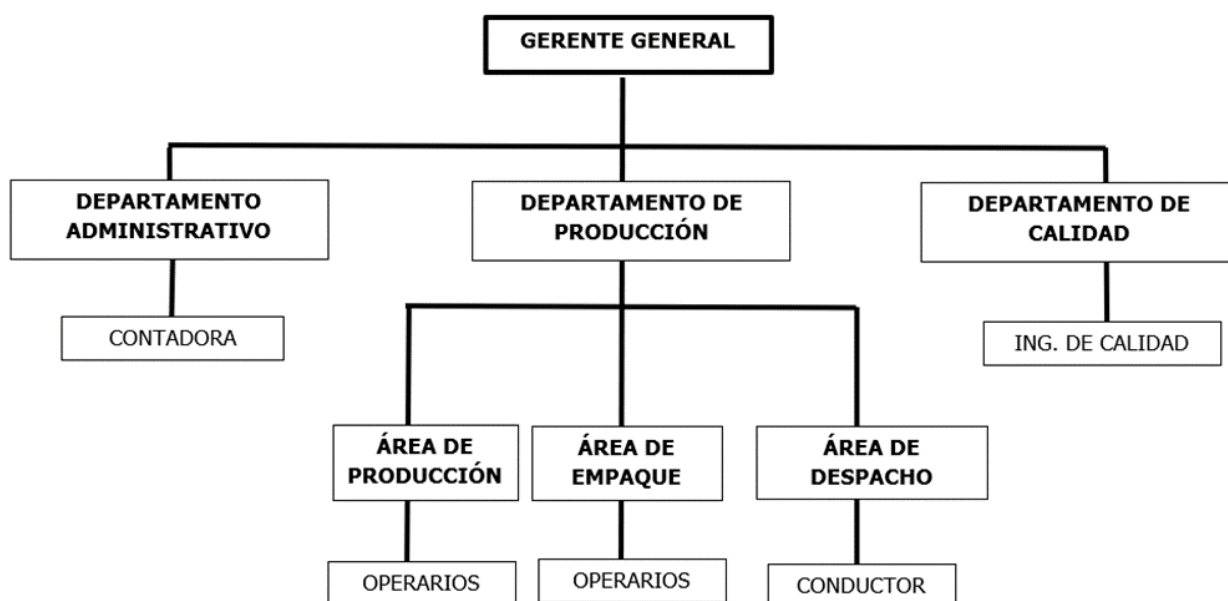 GERENTE GENERAL
DEPARTAMENTO
ADMINISTRATIVO
DEPARTAMENTO DE
PRODUCCIÓN
DEPARTAMENTO DE
CALIDAD
CONTADORA
ING. DE CALIDAD
ÁREA DE
PRODUCCIÓN
ÁREA DE
EMPAQUE
ÁREA DE
DESPACHO
OPERARIOS
OPERARIOS
CONDUCTOR